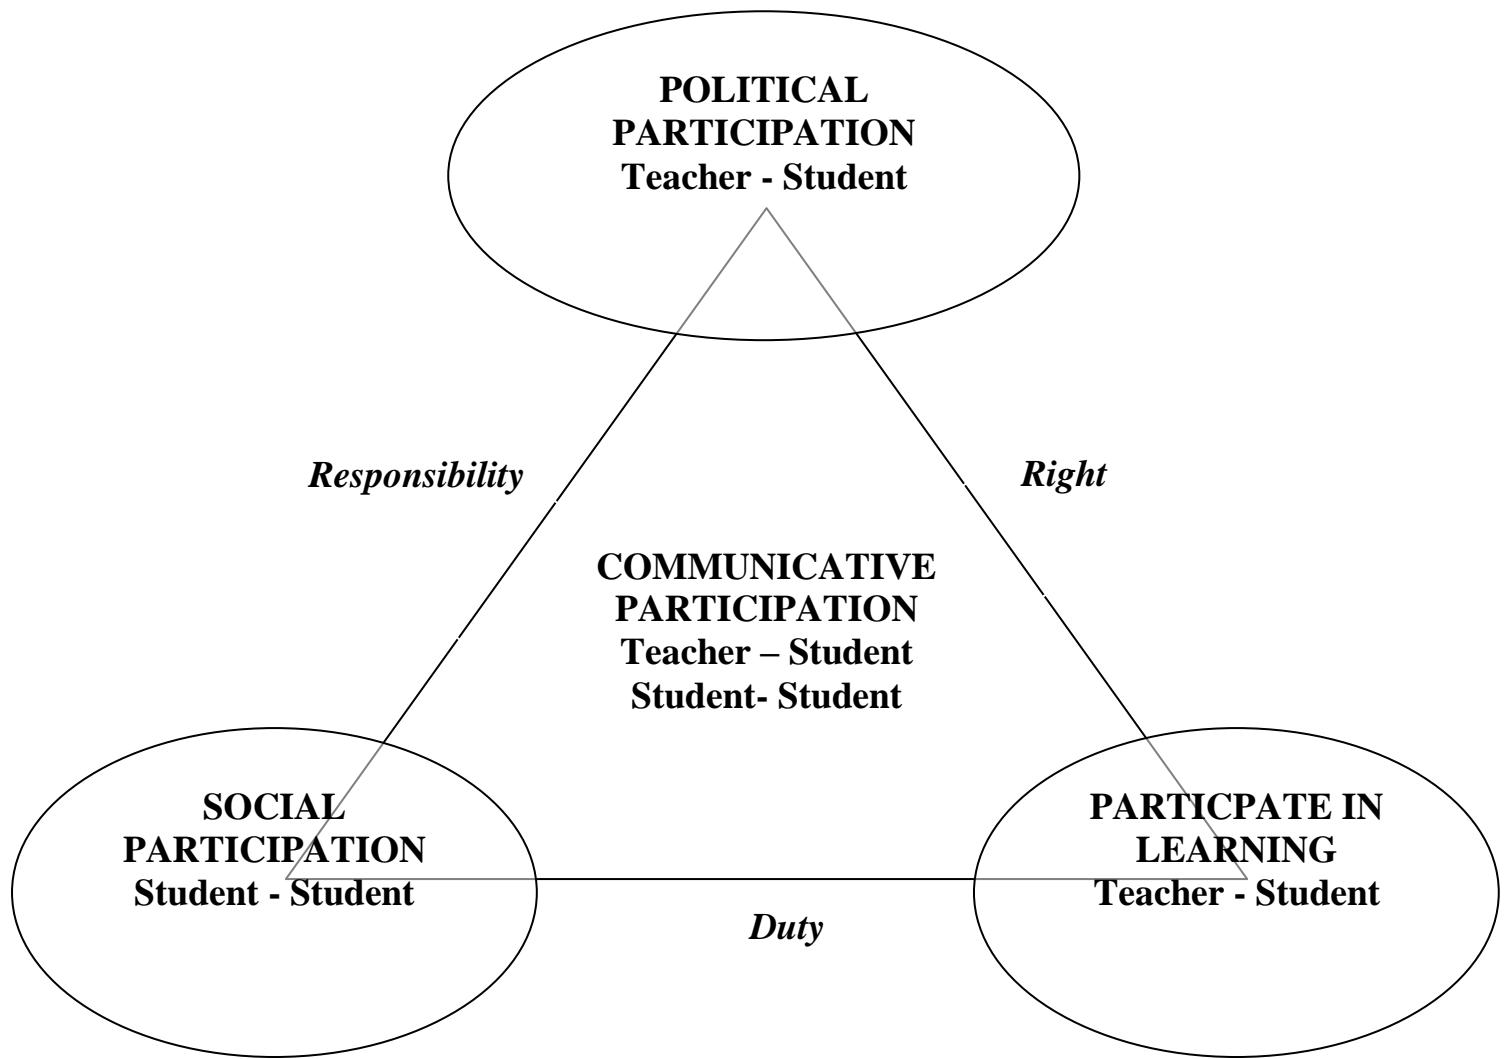 POLITICAL
PARTICIPATION
Teacher - Student
Responsibility
Right
COMMUNICATIVE
PARTICIPATION
Teacher – Student
Student- Student
SOCIAL
PARTICIPATION
Student - Student
PARTICPATE IN
LEARNING
Teacher - Student
Duty